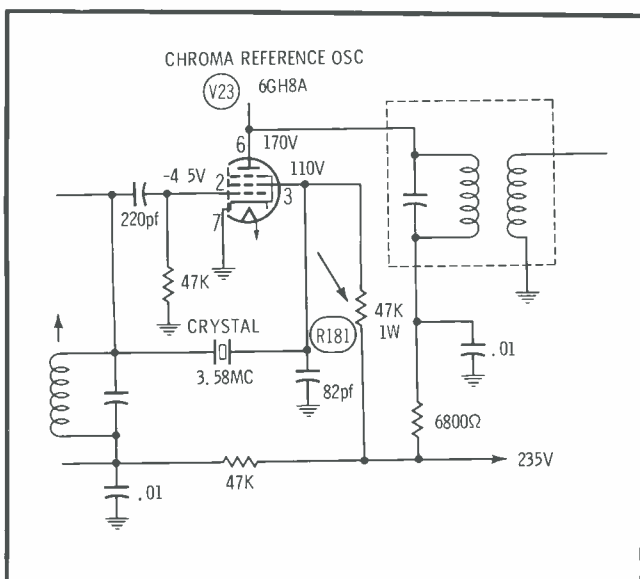 CHROMA REFERENCE OSC
V23 6GH8A
6 170V
110V
-4 5V
2
3
220pf
7
47K
47K
1W
CRYSTAL
R181
3.58MC
82pf
.01
6800Ω
235V
47K
.01